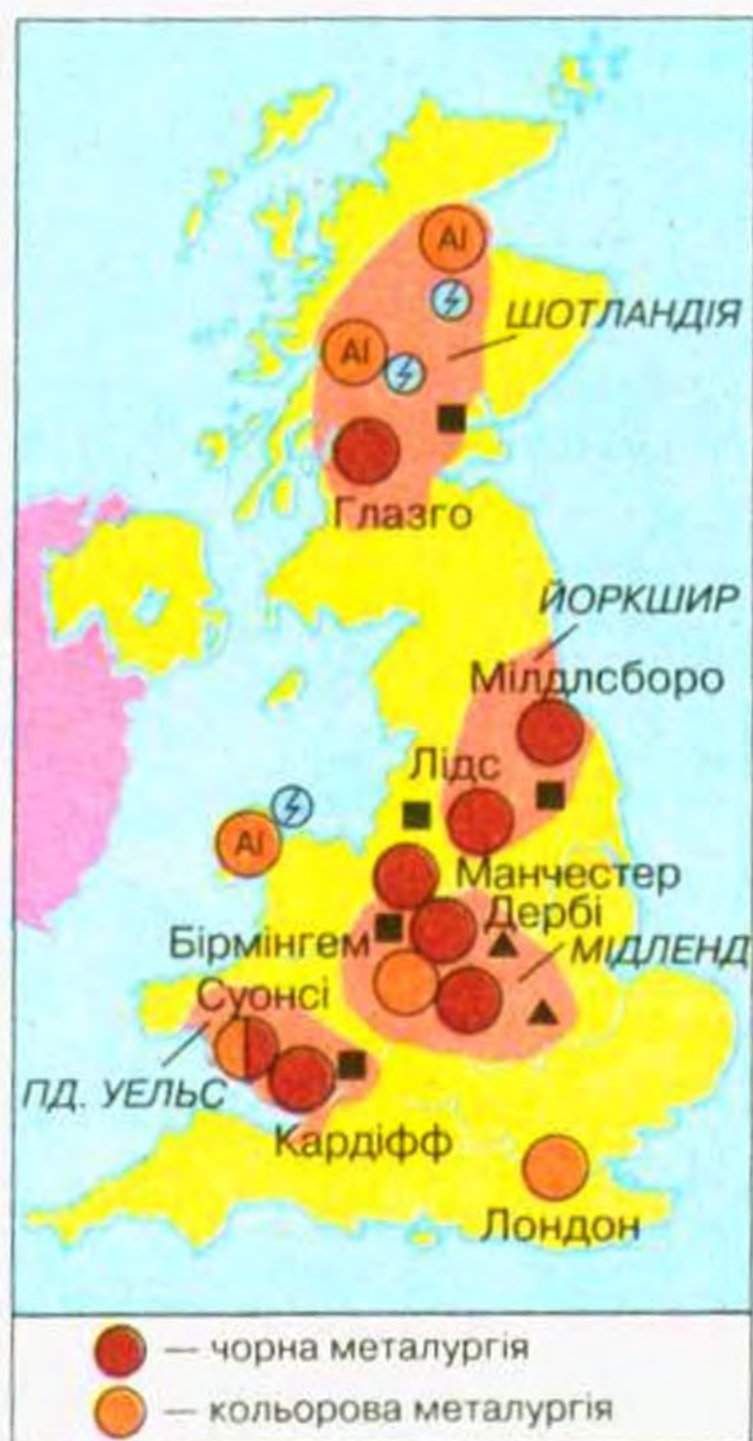 Al
ШОТЛАНДІЯ
Al
Глазго
ЙОРКШИР
Мілдлсборо
Лідс
Al
Манчестер
Дербі
Бірмінгем
МІДЛЕНД
Суонсі
ПД. УЕЛЬС
Кардіфф
Лондон
— чорна металургія
— кольорова металургія